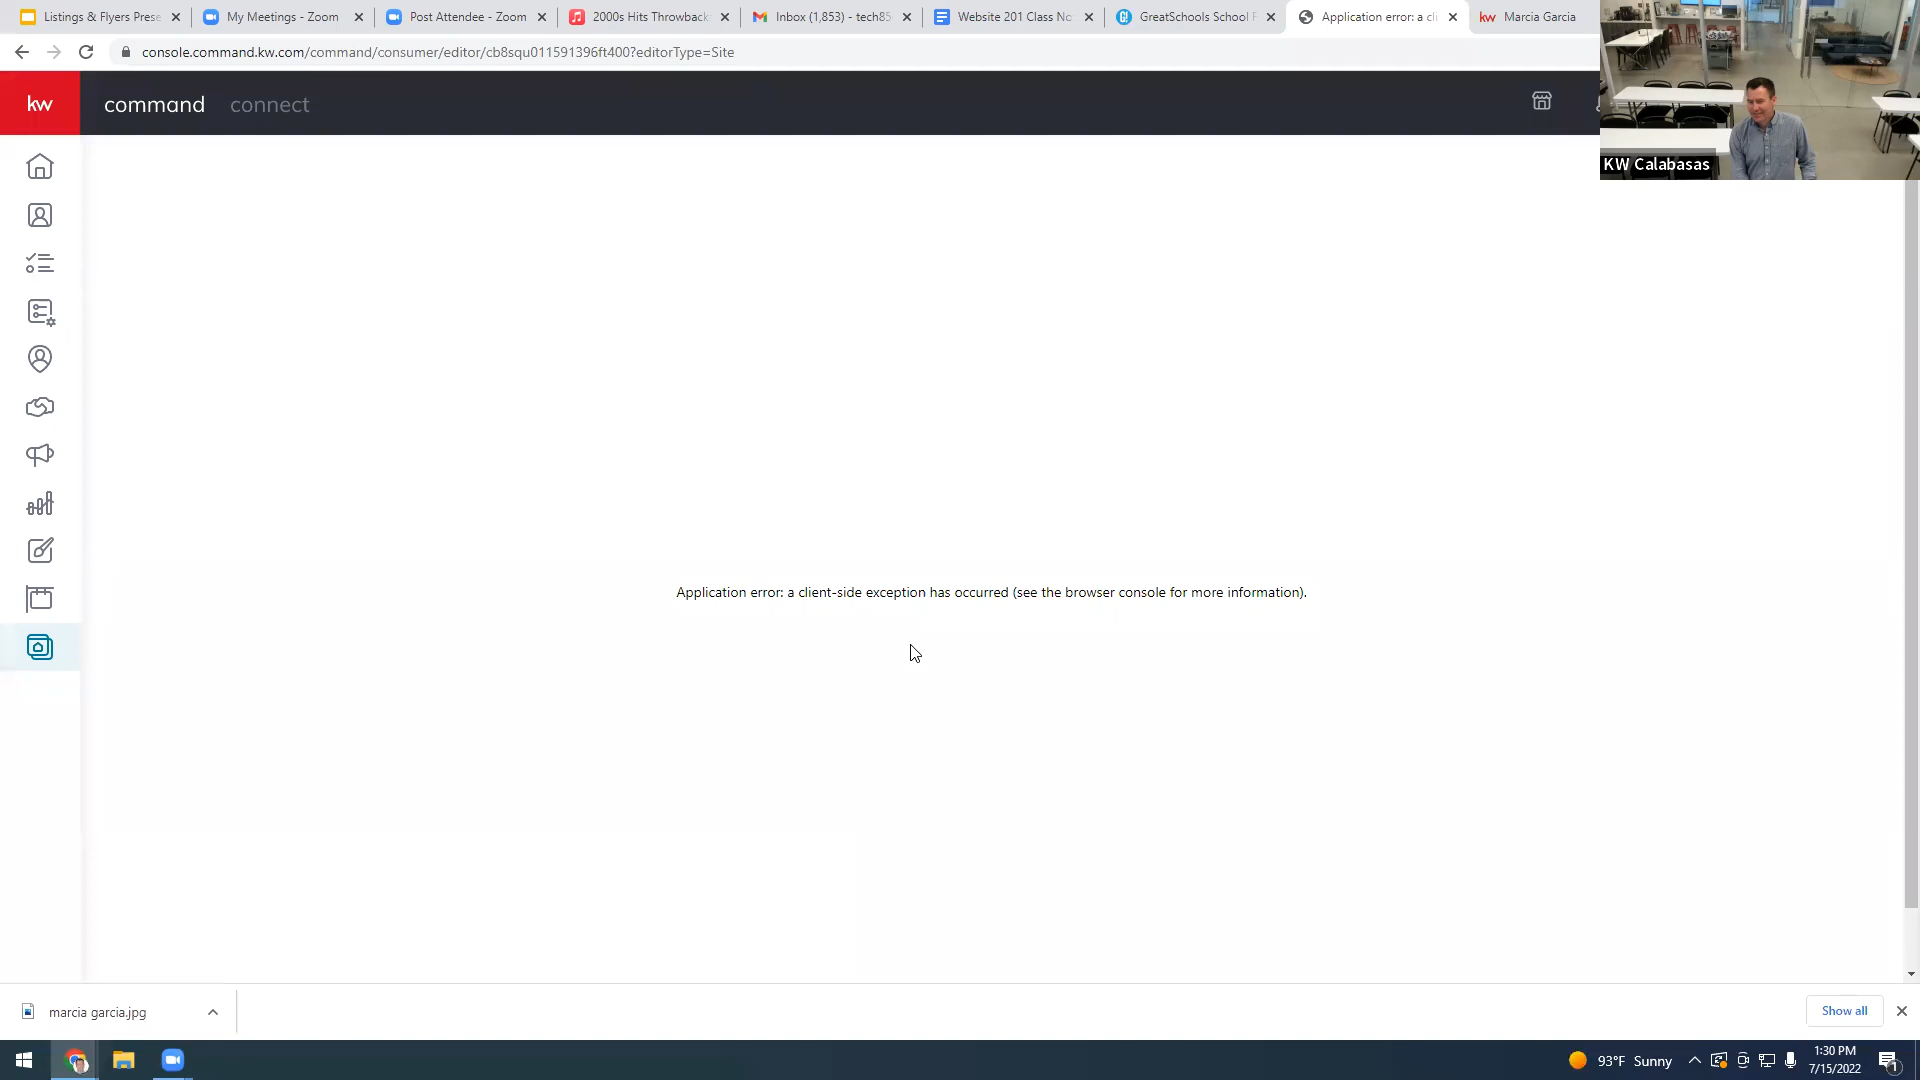 Listings & Flyers Prese
My Meetings - Zoom
Post Attendee - Zoom
2000s Hits Throwback
Inbox (1,853) - tech85
Website 201 Class No
GreatSchools School
Application error: a cli
kw Marcia Garcia
console.command.kw.com/command/consumer/editor/cb8squ011591396ft400?editorType=Site
kw
command
connect
KW Calabasas
Application error: a client-side exception has occurred (see the browser console for more information).
marcia garcia.jpg
Show all
93°F Sunny
1:30 PM
7/15/2022
1